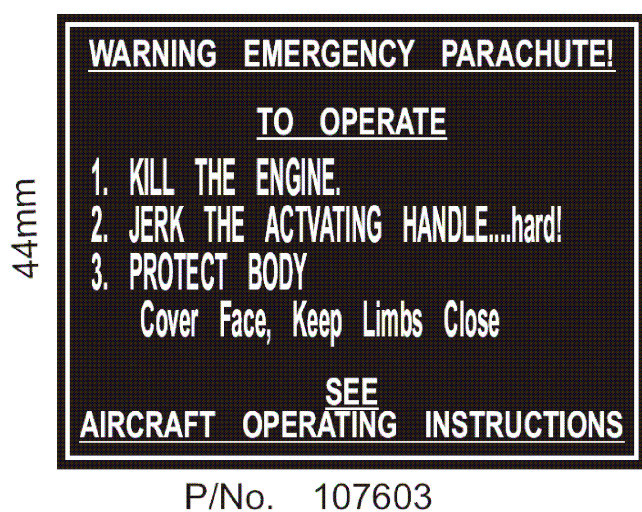 WARNING EMERGENCY PARACHUTE!
TO OPERATE
1. KILL THE ENGINE.
2. JERK THE ACTVATING HANDLE....hard!
3. PROTECT BODY
Cover Face, Keep Limbs Close
SEE
AIRCRAFT OPERATING INSTRUCTIONS
44mm
P/No. 107603